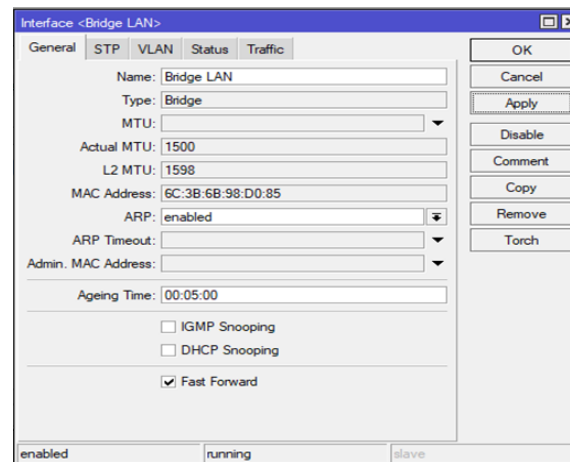 Interface <Bridge LAN>
General STP VLAN Status Traffic
OK
Name: Bridge LAN
Cancel
Type: Bridge
Apply
MTU:
Disable
Actual MTU: 1500
Comment
L2 MTU: 1598
Copy
MAC Address: 6C:3B:6B:98:D0:85
Remove
ARP: enabled
Torch
ARP Timeout:
Admin. MAC Address:
Ageing Time: 00:05:00
IGMP Snooping
DHCP Snooping
Fast Forward
enabled running slave